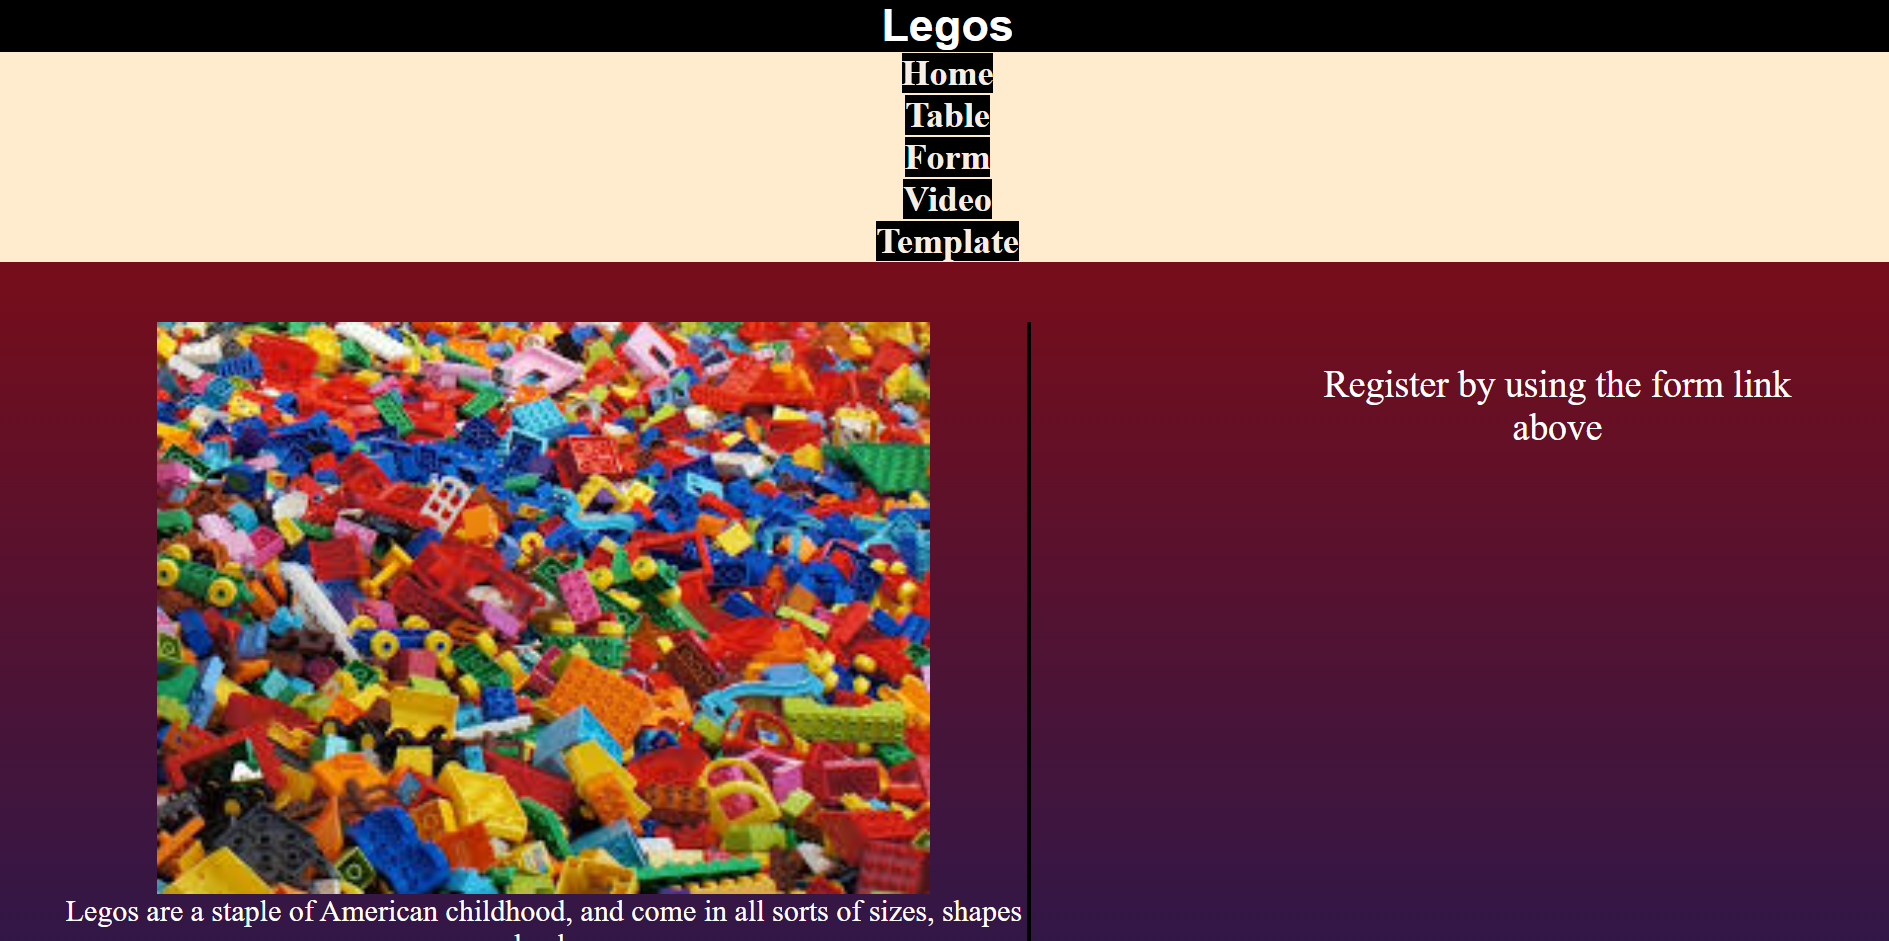 Legos
Home
Table
Form
Video
Template
Register by using the form link
above
Legos are a staple of American childhood, and come in all sorts of sizes, shapes